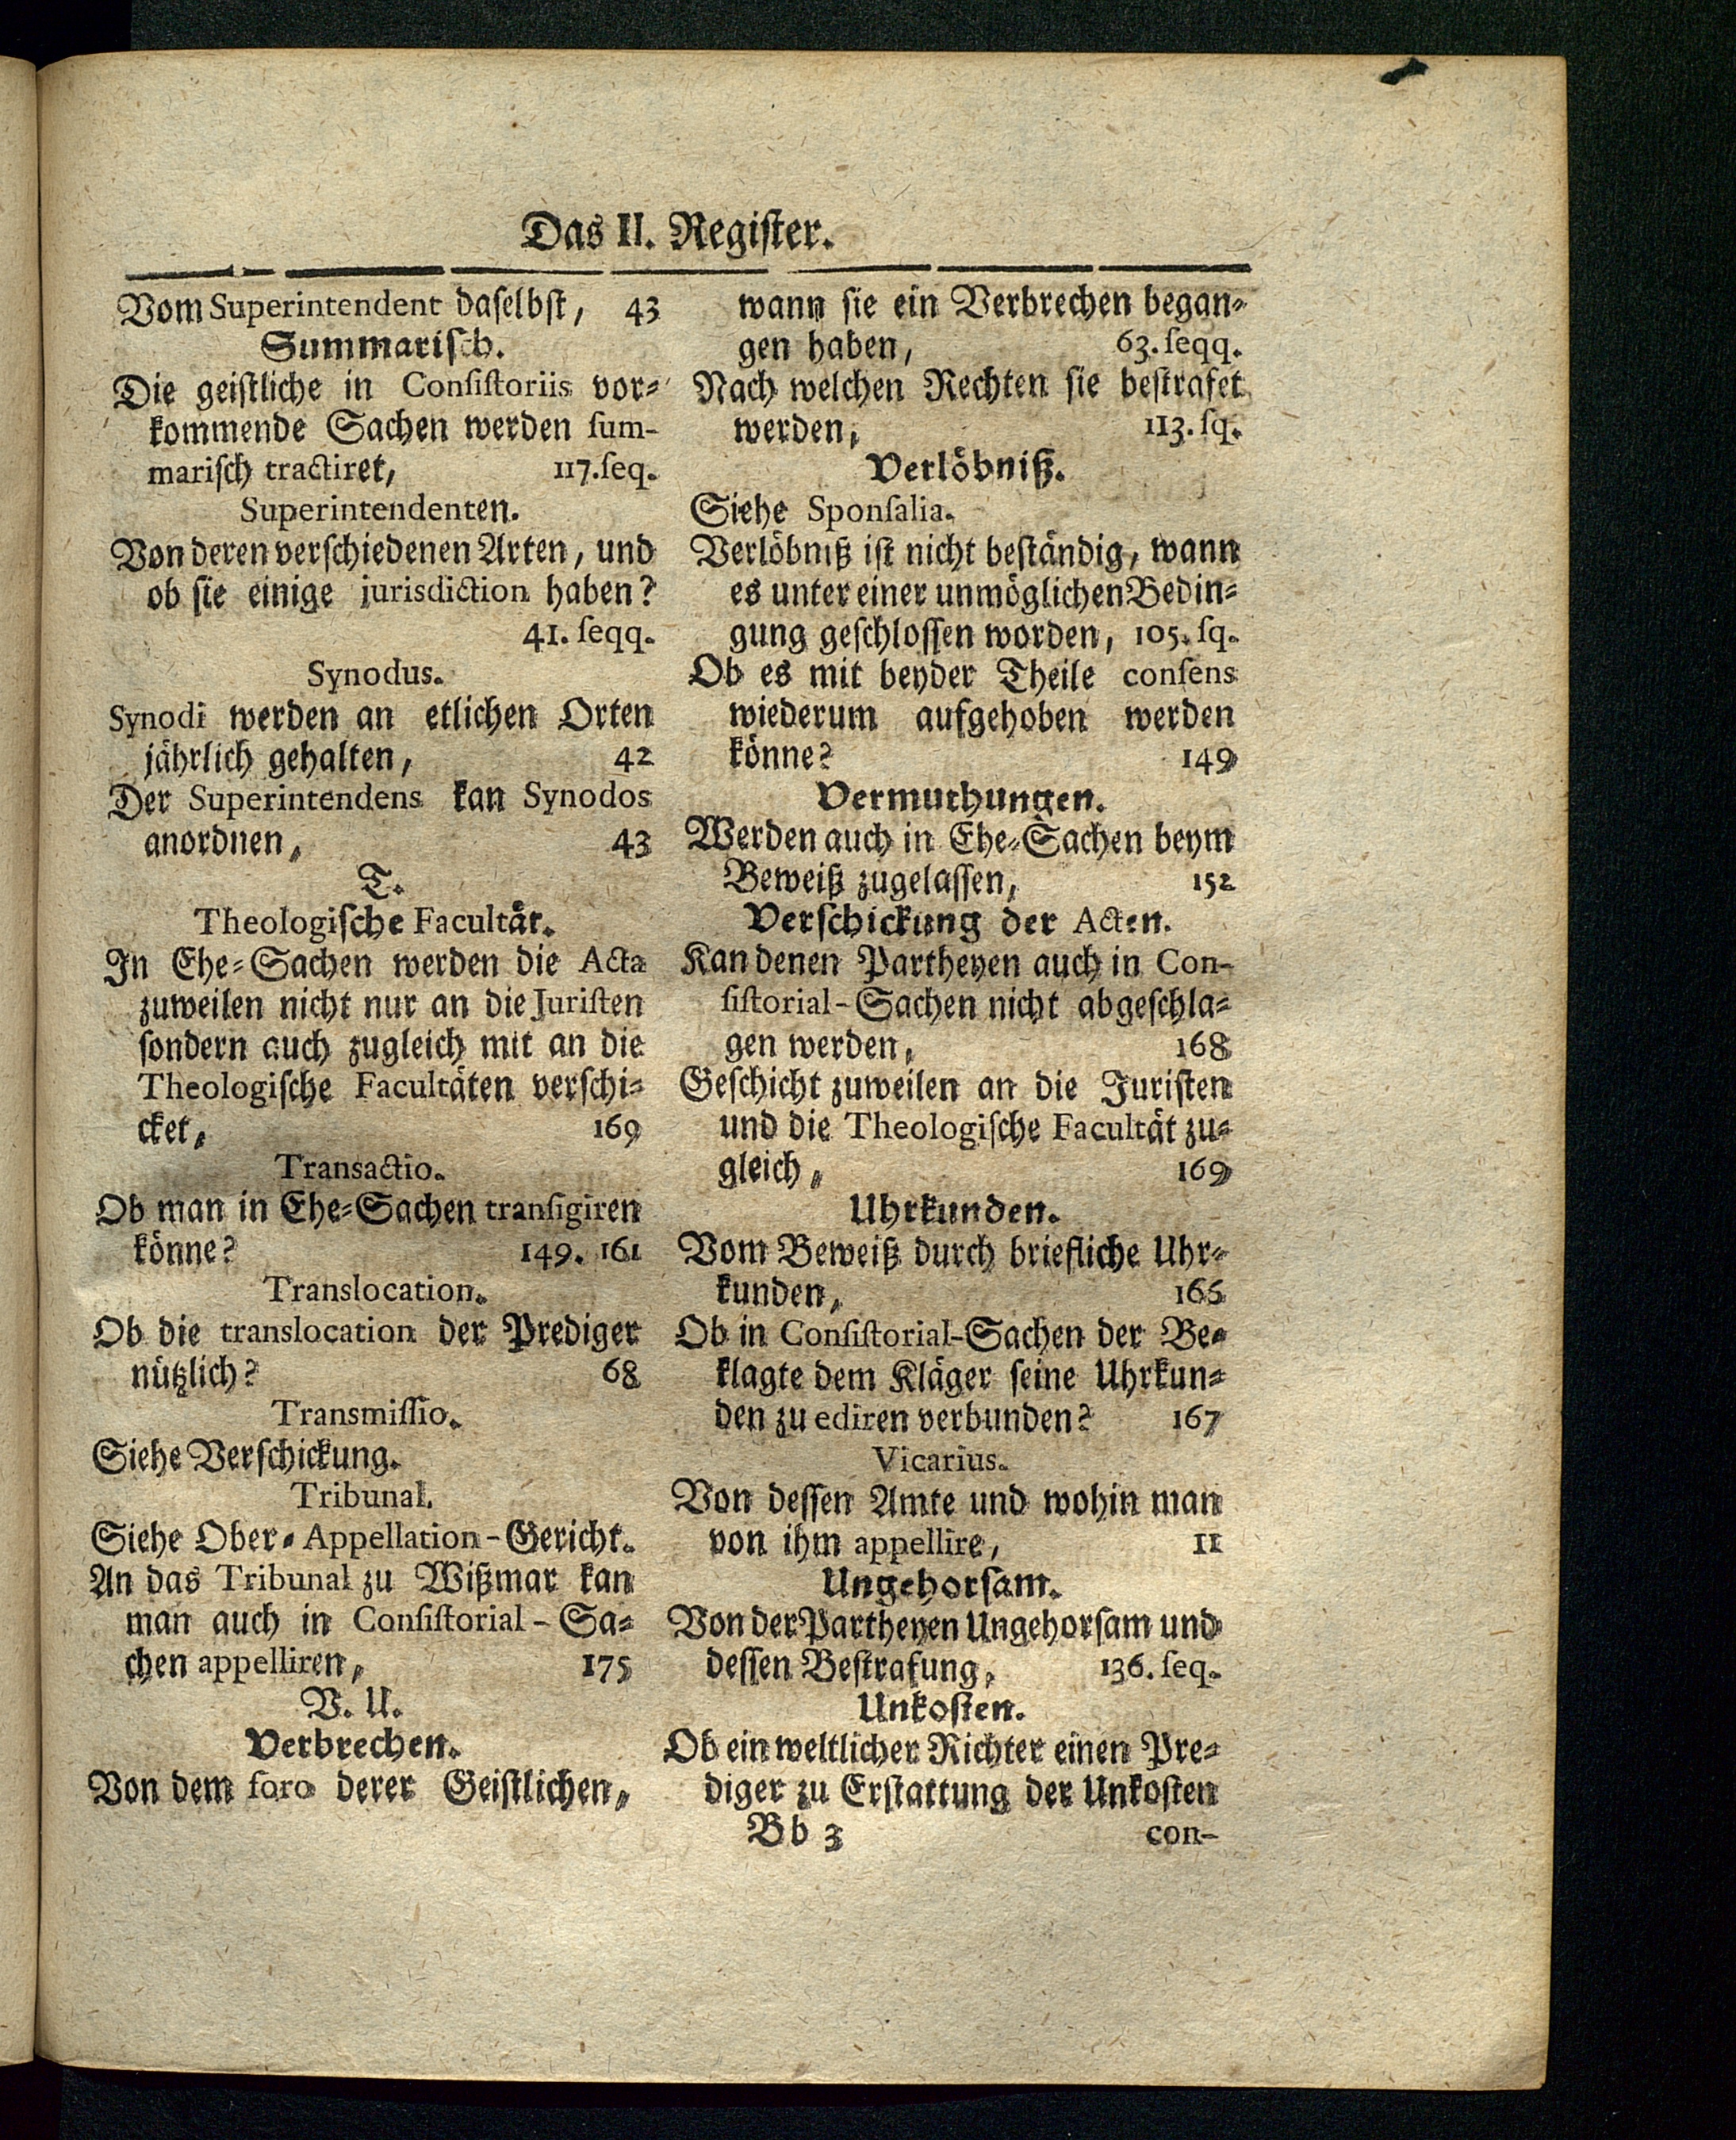 Das II. Register.
Vom Superintendent daselbst, 43
Summarisch.
Die geistliche in Consistoriis vor-
kommende Sachen werden sum-
marisch tractiret, 117.seq.
Superintendenten.
Von deren verschiedenen Arten, und
ob sie einige jurisdiction haben?
41. seqq.
Synodus.
Synodi werden an etlichen Orten
jährlich gehalten, 42
Der Superintendens kan Synodos
anordnen, 43
T.
Theologische Facultät.
In Ehe-Sachen werden die Acta
zuweilen nicht nur an die Juristen
sondern auch zugleich mit an die
Theologische Facultäten verschi-
cket, 169
Transactio.
Ob man in Ehe-Sachen transigiren
könne? 149. 161
Translocation.
Ob die translocation der Prediger
nützlich? 68
Transmissio.
Siehe Verschickung.
Tribunal.
Siehe Ober-Appellation-Gericht.
An das Tribunal zu Wißmar kan
man auch in Consistorial-Sa-
chen appelliren, 175
V. U.
Verbrechen.
Von dem foro derer Geistlichen,
wann sie ein Verbrechen began-
gen haben, 63. seqq.
Nach welchen Rechten sie bestrafet
werden, 113. sq.
Verlöbniß.
Siehe Sponsalia.
Verlöbniß ist nicht beständig, wann
es unter einer unmöglichen Bedin-
gung geschlossen worden, 105. sq.
Ob es mit beyder Theile consens
wiederum aufgehoben werden
könne? 149
Vermuthungen.
Werden auch in Ehe-Sachen beym
Beweiß zugelassen, 152
Verschickung der Acten.
Kan denen Partheyen auch in Con-
sistorial-Sachen nicht abgeschla-
gen werden, 168
Geschicht zuweilen an die Juristen
und die Theologische Facultät zu-
gleich, 169
Uhrkunden.
Vom Beweiß durch briefliche Uhr-
kunden, 166
Ob in Consistorial-Sachen der Be-
klagte dem Kläger seine Uhrkun-
den zu ediren verbunden? 167
Vicarius.
Von dessen Amte und wohin man
von ihm appellire, 11
Ungehorsam.
Von der Partheyen Ungehorsam und
dessen Bestrafung, 136. seq.
Unkosten.
Ob ein weltlicher Richter einen Pre-
diger zu Erstattung der Unkosten
Bb 3 con-